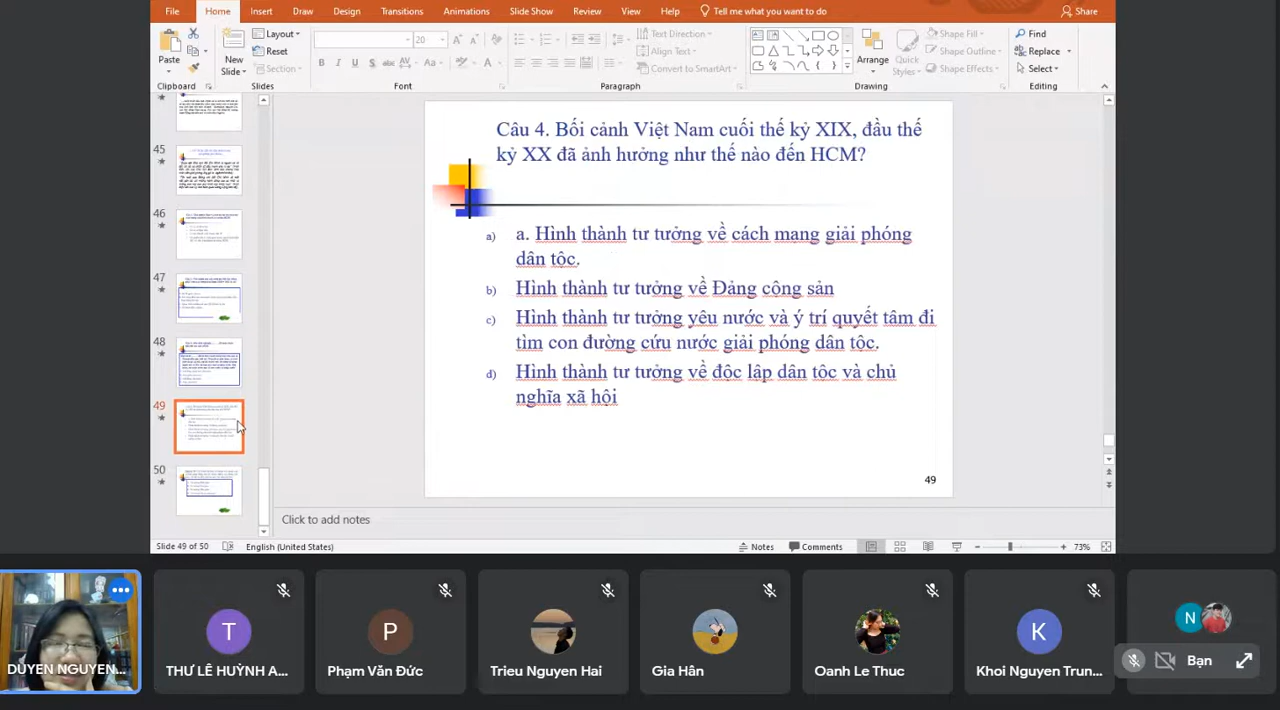 File Home Insert Draw Design Transitions Animations Slide Show Review View Help Tell me what you want to do Share
Paste
Clipboard
New
Slide
Layout
Reset
Section
Slides
20
B I U S abc AV Aa A
Font
Text Direction
Align Text
Convert to SmartArt
Paragraph
Arrange
Quick
Styles
Shape Fill
Shape Outline
Shape Effects
Drawing
Find
Replace
Select
Editing
45
46
47
48
49
50
Câu 4. Bối cảnh Việt Nam cuối thế kỷ XIX, đầu thế
kỷ XX đã ảnh hưởng như thế nào đến HCM?
a) a. Hình thành tư tưởng về cách mạng giải phóng
dân tộc.
b) Hình thành tư tưởng về Đảng cộng sản
c) Hình thành tư tưởng yêu nước và ý trí quyết tâm đi
tìm con đường cứu nước giải phóng dân tộc.
d) Hình thành tư tưởng về độc lập dân tộc và chủ
nghĩa xã hội
49
Click to add notes
Slide 49 of 50 English (United States) Notes Comments 73%
DUYEN NGUYEN...
T
THƯ LÊ HUỲNH A...
P
Phạm Văn Đức
Trieu Nguyen Hai
Gia Hân
Oanh Le Thuc
K
Khoi Nguyen Trun...
N
Bạn